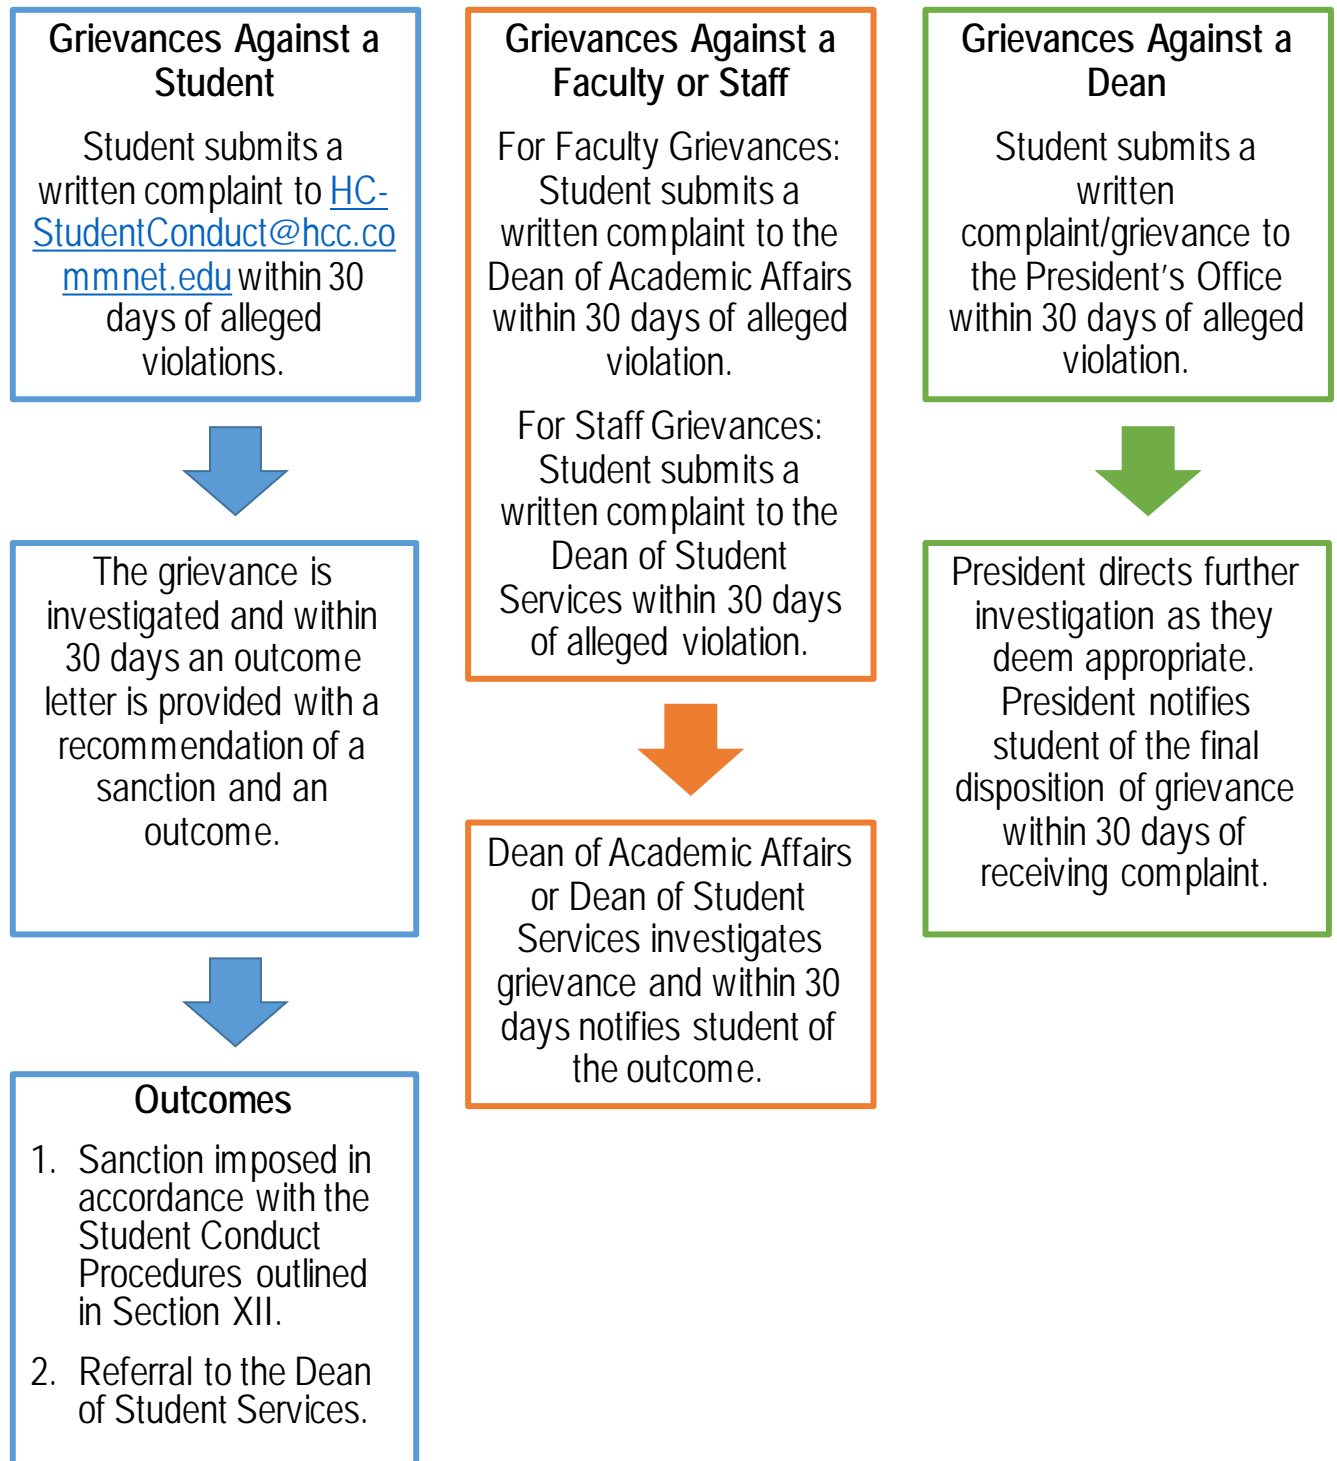 Grievances Against a
Student
Student submits a
written complaint to HC-
StudentConduct@hcc.co
mmnet.edu within 30
days of alleged
violations.
The grievance is
investigated and within
30 days an outcome
letter is provided with a
recommendation of a
sanction and an
outcome.
Outcomes
1. Sanction imposed in
accordance with the
Student Conduct
Procedures outlined
in Section XII.
2. Referral to the Dean
of Student Services.
Grievances Against a
Faculty or Staff
For Faculty Grievances:
Student submits a
written complaint to the
Dean of Academic Affairs
within 30 days of alleged
violation.
For Staff Grievances:
Student submits a
written complaint to the
Dean of Student
Services within 30 days
of alleged violation.
Dean of Academic Affairs
or Dean of Student
Services investigates
grievance and within 30
days notifies student of
the outcome.
Grievances Against a
Dean
Student submits a
written
complaint/grievance to
the President’s Office
within 30 days of alleged
violation.
President directs further
investigation as they
deem appropriate.
President notifies
student of the final
disposition of grievance
within 30 days of
receiving complaint.